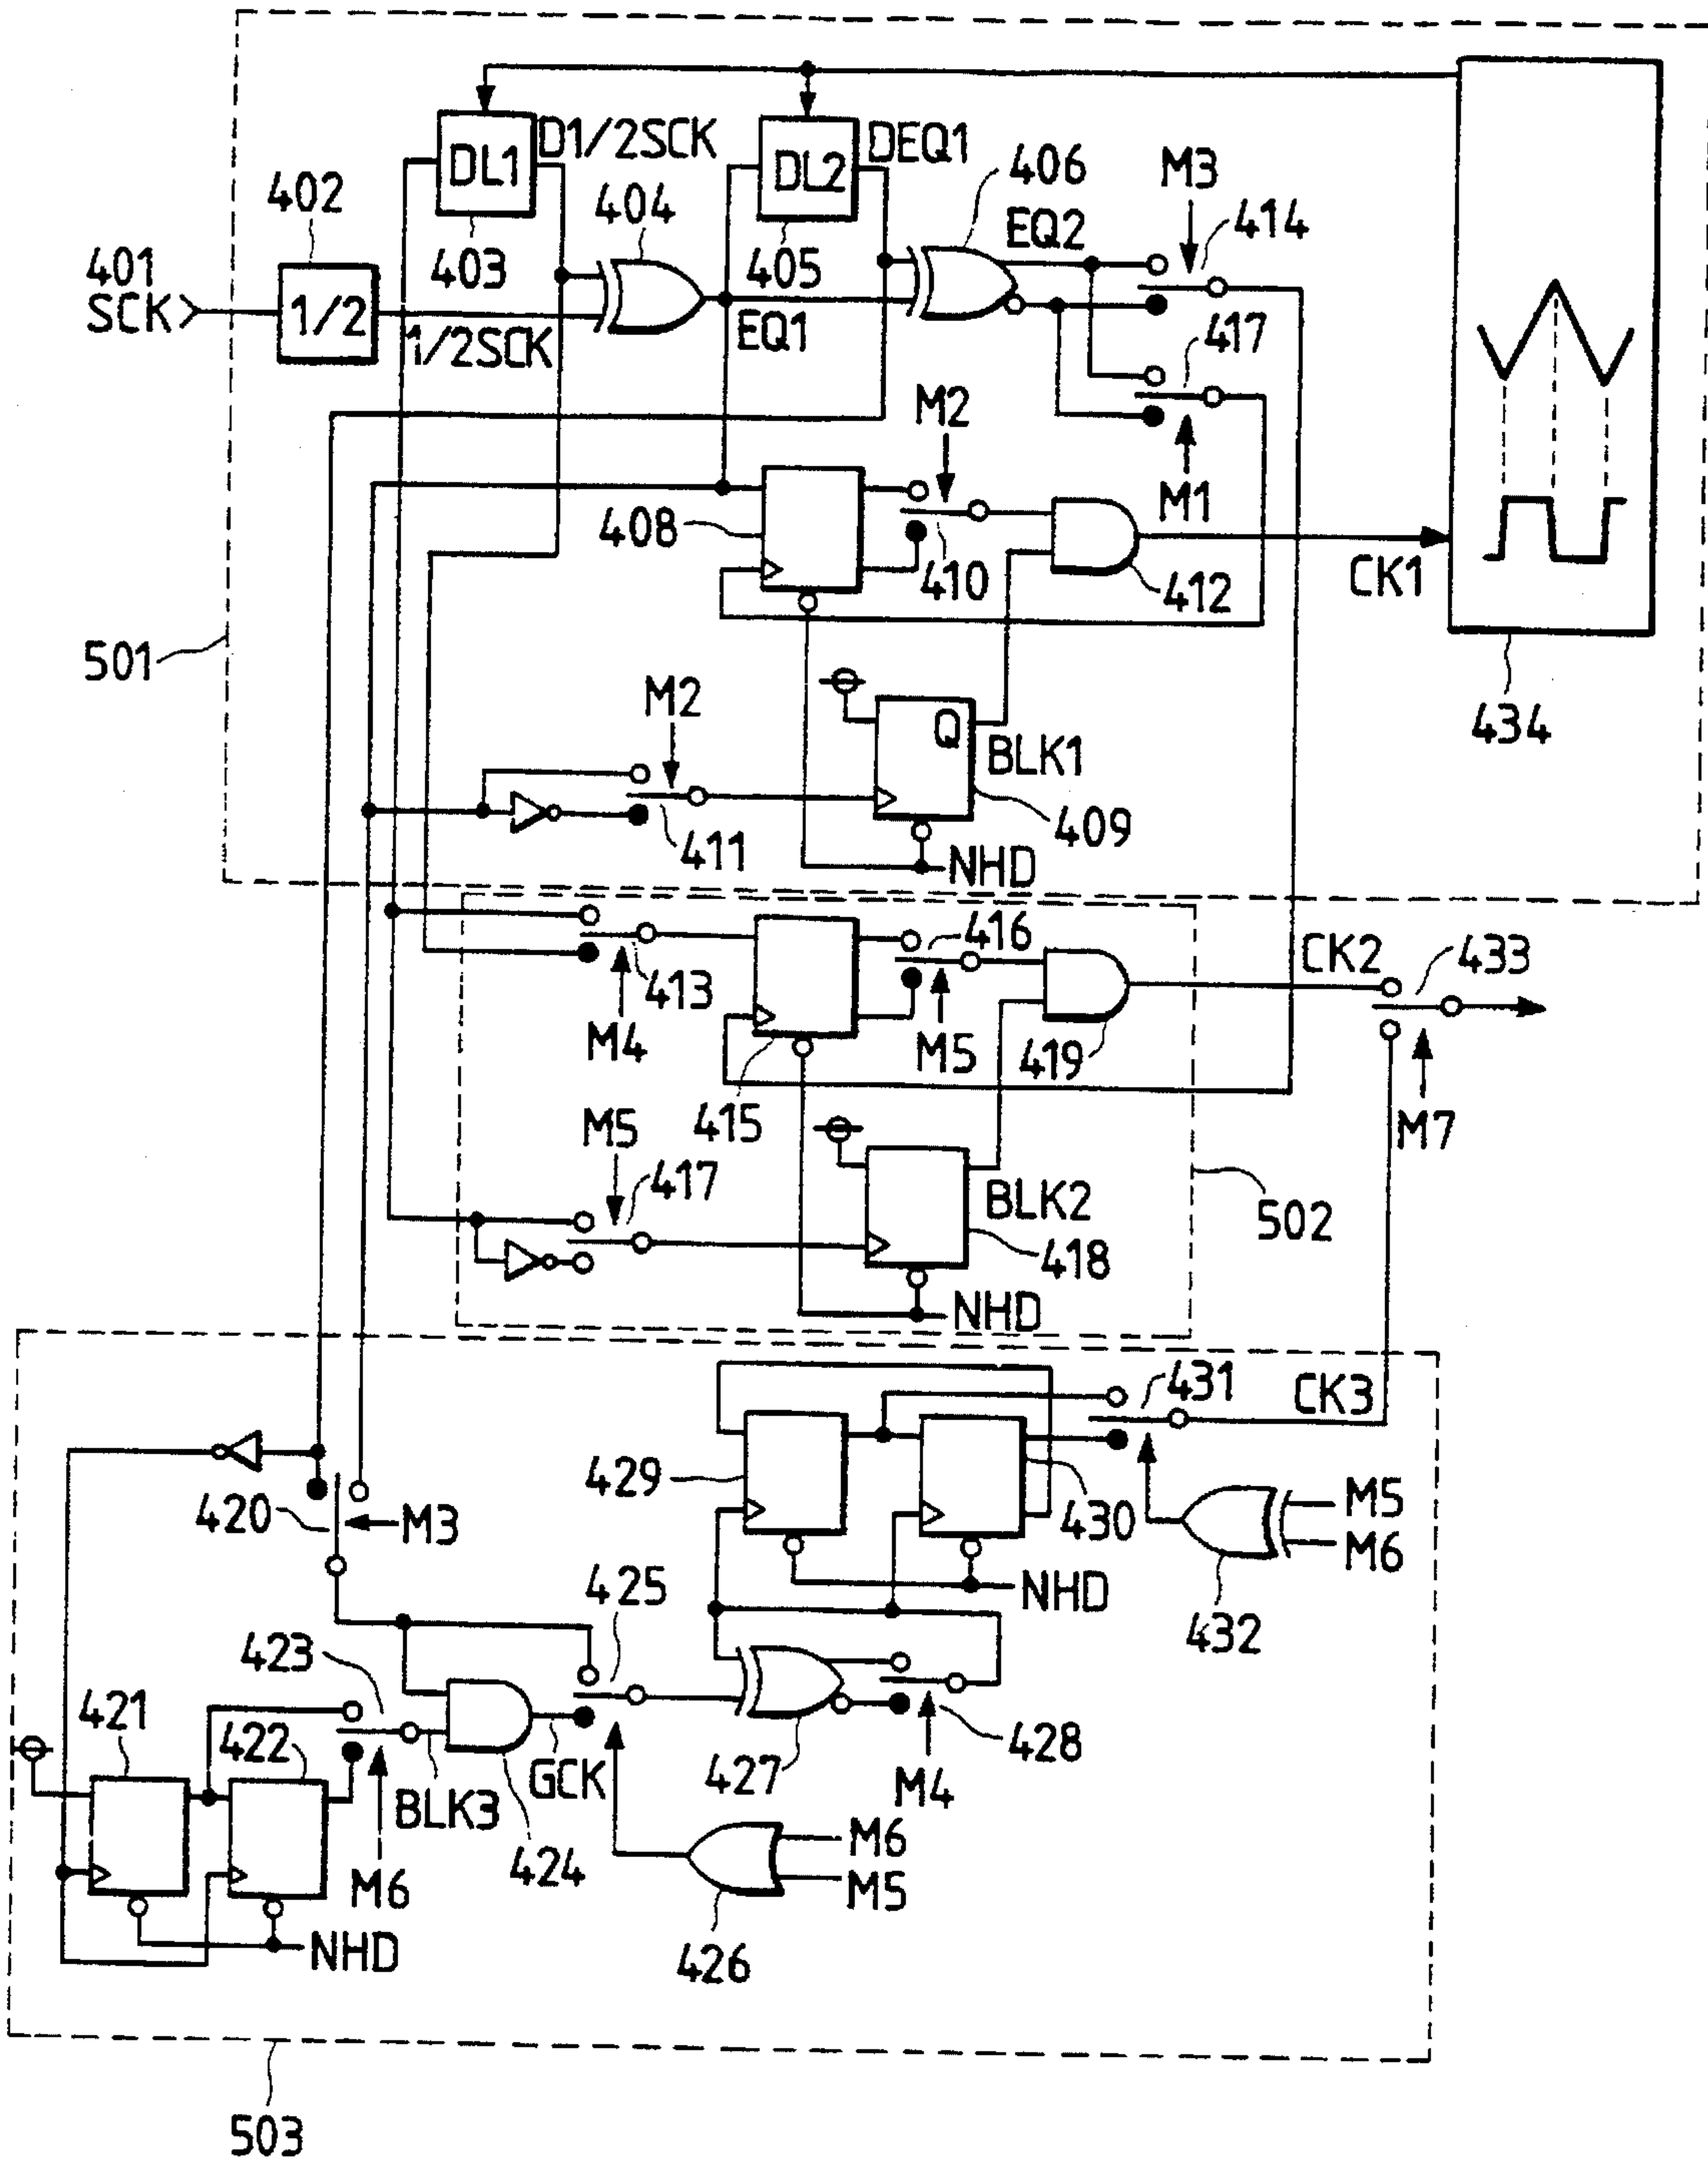 DL1
D1/2SCK
DL2
DEQ1
402
404
406
M3
414
401
SCK
1/2
403
405
EQ2
1/2SCK
EQ1
417
M2
M1
408
410
412
CK1
501
434
M2
Q
BLK1
411
409
NHD
413
M4
416
M5
419
CK2
433
415
M7
M5
417
BLK2
418
502
NHD
431
CK3
429
430
M5
M6
432
420
M3
NHD
425
423
421
422
427
428
M4
BLK3
GCK
424
M6
M6
M5
426
NHD
503